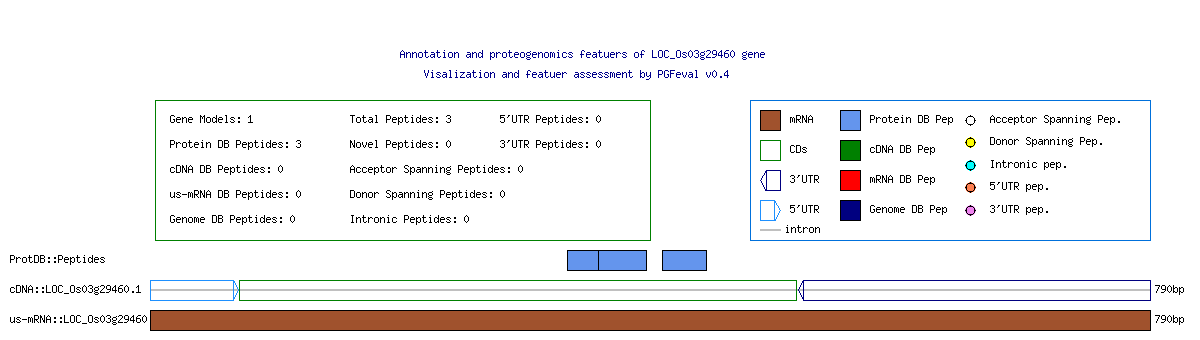 Annotation and proteogenomics featuers of LOC_Os03g29460 gene
Visalization and featuer assessment by PGFeval v0.4
Gene Models: 1 Total Peptides: 3 5'UTR Peptides: 0
Protein DB Peptides: 3 Novel Peptides: 0 3'UTR Peptides: 0
cDNA DB Peptides: 0 Acceptor Spanning Peptides: 0
us-mRNA DB Peptides: 0 Donor Spanning Peptides: 0
Genome DB Peptides: 0 Intronic Peptides: 0
mRNA Protein DB Pep Acceptor Spanning Pep.
CDs cDNA DB Pep Donor Spanning Pep.
3'UTR mRNA DB Pep Intronic pep.
5'UTR Genome DB Pep 5'UTR pep.
intron 3'UTR pep.
ProtDB::Peptides
cDNA::LOC_Os03g29460.1 790bp
us-mRNA::LOC_Os03g29460 790bp